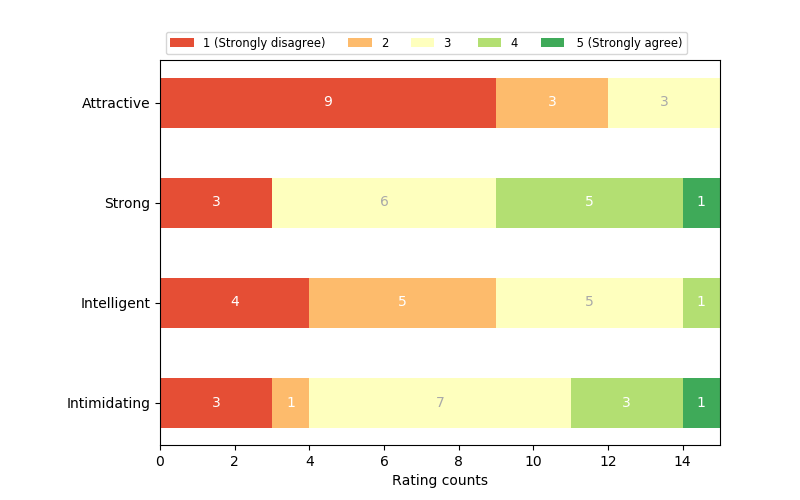 1 (Strongly disagree) 2 3 4 5 (Strongly agree)
Attractive 9 3 3
Strong 3 6 5 1
Intelligent 4 5 5 1
Intimidating 3 1 7 3 1
0 2 4 6 8 10 12 14
Rating counts